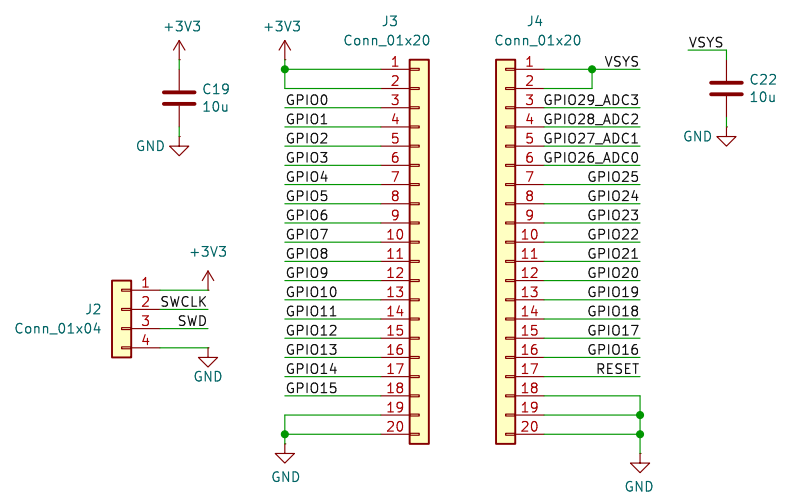 +3V3
C19
10u
GND
+3V3
J3
Conn_01x20
1
2
GPIO0 3
GPIO1 4
GPIO2 5
GPIO3 6
GPIO4 7
GPIO5 8
GPIO6 9
GPIO7 10
GPIO8 11
GPIO9 12
GPIO10 13
GPIO11 14
GPIO12 15
GPIO13 16
GPIO14 17
GPIO15 18
19
20
GND
J4
Conn_01x20
1 VSYS
2
3 GPIO29_ADC3
4 GPIO28_ADC2
5 GPIO27_ADC1
6 GPIO26_ADC0
7 GPIO25
8 GPIO24
9 GPIO23
10 GPIO22
11 GPIO21
12 GPIO20
13 GPIO19
14 GPIO18
15 GPIO17
16 GPIO16
17 RESET
18
19
20
GND
VSYS
C22
10u
GND
+3V3
J2
Conn_01x04
1
2 SWCLK
3 SWD
4
GND